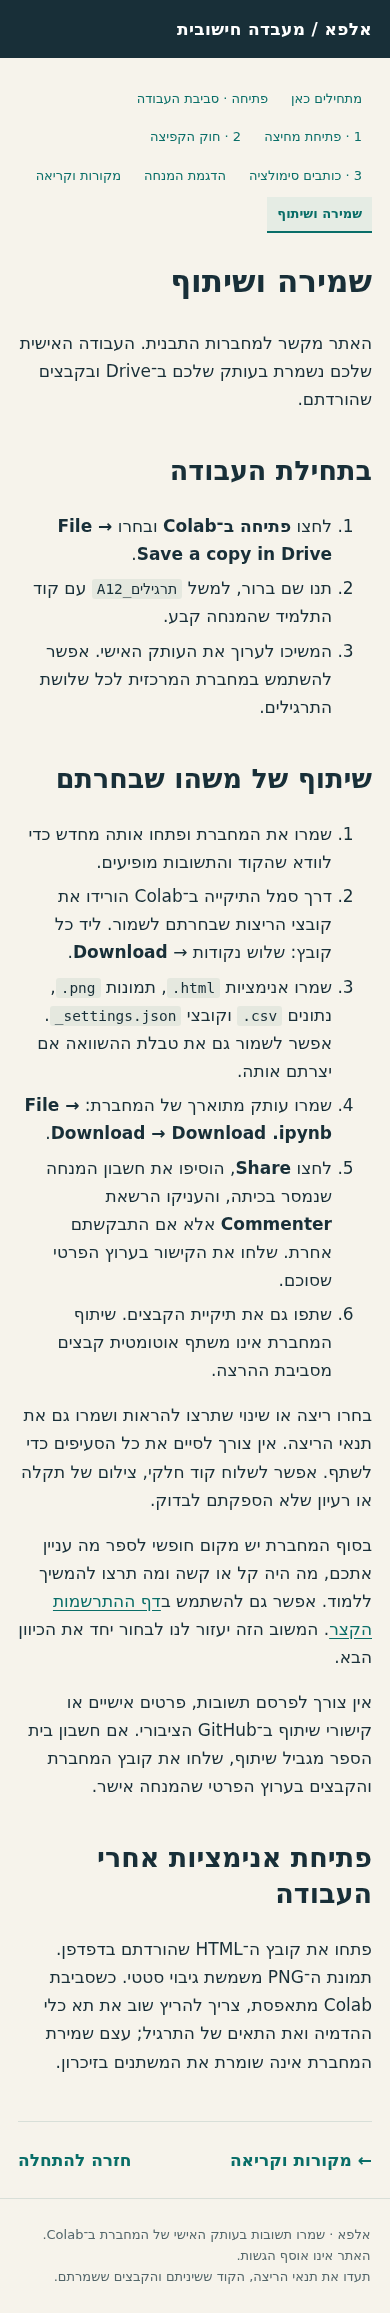 אלפא / מעבדה חישובית
מתחילים כאן
פתיחה · סביבת העבודה
1 · פתיחת מחיצה
2 · חוק הקפיצה
3 · כותבים סימולציה
הדגמת המנחה
מקורות וקריאה
שמירה ושיתוף
שמירה ושיתוף
האתר מקשר למחברות התבנית. העבודה האישית
שלכם נשמרת בעותק שלכם ב־Drive ובקבצים
שהורדתם.
בתחילת העבודה
1. לחצו פתיחה ב־Colab ובחרו File →
Save a copy in Drive.
2. תנו שם ברור, למשל תרגילים_A12 עם קוד
התלמיד שהמנחה קבע.
3. המשיכו לערוך את העותק האישי. אפשר
להשתמש במחברת המרכזית לכל שלושת
התרגילים.
שיתוף של משהו שבחרתם
1. שמרו את המחברת ופתחו אותה מחדש כדי
לוודא שהקוד והתשובות מופיעים.
2. דרך סמל התיקייה ב־Colab הורידו את
קובצי הריצות שבחרתם לשמור. ליד כל
קובץ: שלוש נקודות → Download.
3. שמרו אנימציות .html, תמונות .png,
נתונים .csv וקובצי _settings.json.
אפשר לשמור גם את טבלת ההשוואה אם
יצרתם אותה.
4. שמרו עותק מתוארך של המחברת: File →
Download → Download .ipynb.
5. לחצו Share, הוסיפו את חשבון המנחה
שנמסר בכיתה, והעניקו הרשאת
Commenter אלא אם התבקשתם
אחרת. שלחו את הקישור בערוץ הפרטי
שסוכם.
6. שתפו גם את תיקיית הקבצים. שיתוף
המחברת אינו משתף אוטומטית קבצים
מסביבת ההרצה.
בחרו ריצה או שינוי שתרצו להראות ושמרו גם את
תנאי הריצה. אין צורך לסיים את כל הסעיפים כדי
לשתף. אפשר לשלוח קוד חלקי, צילום של תקלה
או רעיון שלא הספקתם לבדוק.
בסוף המחברת יש מקום חופשי לספר מה עניין
אתכם, מה היה קל או קשה ומה תרצו להמשיך
ללמוד. אפשר גם להשתמש בדף ההתרשמות
הקצר. המשוב הזה יעזור לנו לבחור יחד את הכיוון
הבא.
אין צורך לפרסם תשובות, פרטים אישיים או
קישורי שיתוף ב־GitHub הציבורי. אם חשבון בית
הספר מגביל שיתוף, שלחו את קובץ המחברת
והקבצים בערוץ הפרטי שהמנחה אישר.
פתיחת אנימציות אחרי
העבודה
פתחו את קובץ ה־HTML שהורדתם בדפדפן.
תמונת ה־PNG משמשת גיבוי סטטי. כשסביבת
Colab מתאפסת, צריך להריץ שוב את תא כלי
ההדמיה ואת התאים של התרגיל; עצם שמירת
המחברת אינה שומרת את המשתנים בזיכרון.
← מקורות וקריאה
חזרה להתחלה
אלפא · שמרו תשובות בעותק האישי של המחברת ב־Colab.
האתר אינו אוסף הגשות.
תעדו את תנאי הריצה, הקוד ששיניתם והקבצים ששמרתם.